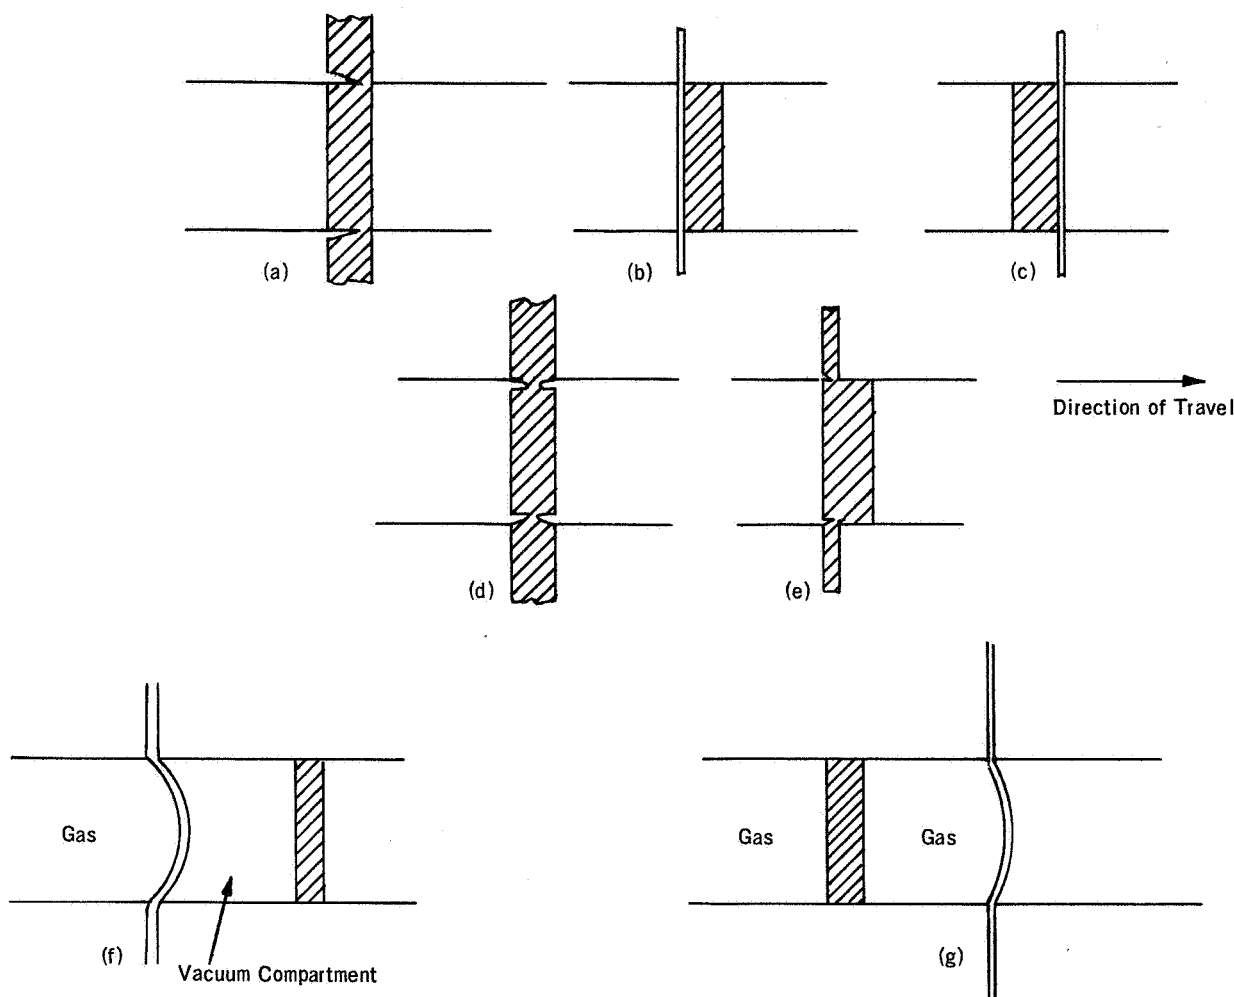 (a)
(b)
(c)
(d)
(e)
Direction of Travel
Gas
(f)
Vacuum Compartment
Gas
Gas
(g)